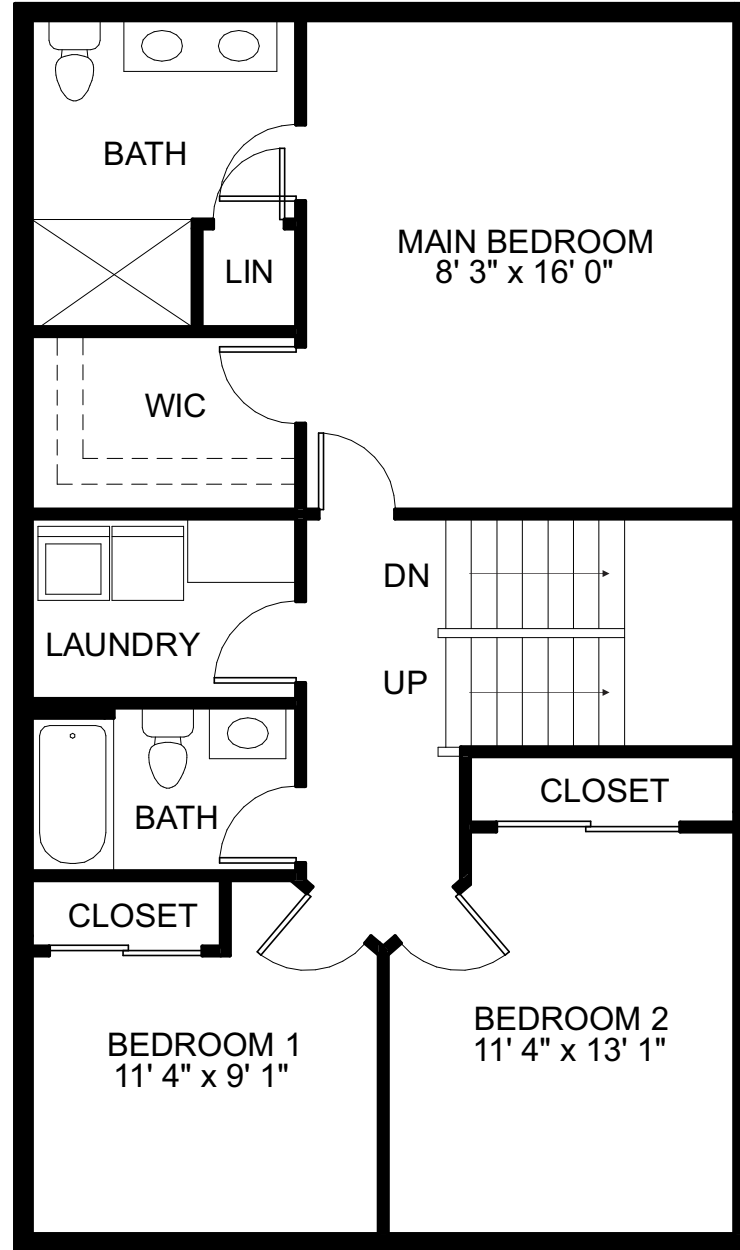 BATH
MAIN BEDROOM
8' 3" x 16' 0"
LIN
WIC
DN
LAUNDRY
UP
CLOSET
BATH
CLOSET
BEDROOM 2
11' 4" x 13' 1"
BEDROOM 1
11' 4" x 9' 1"